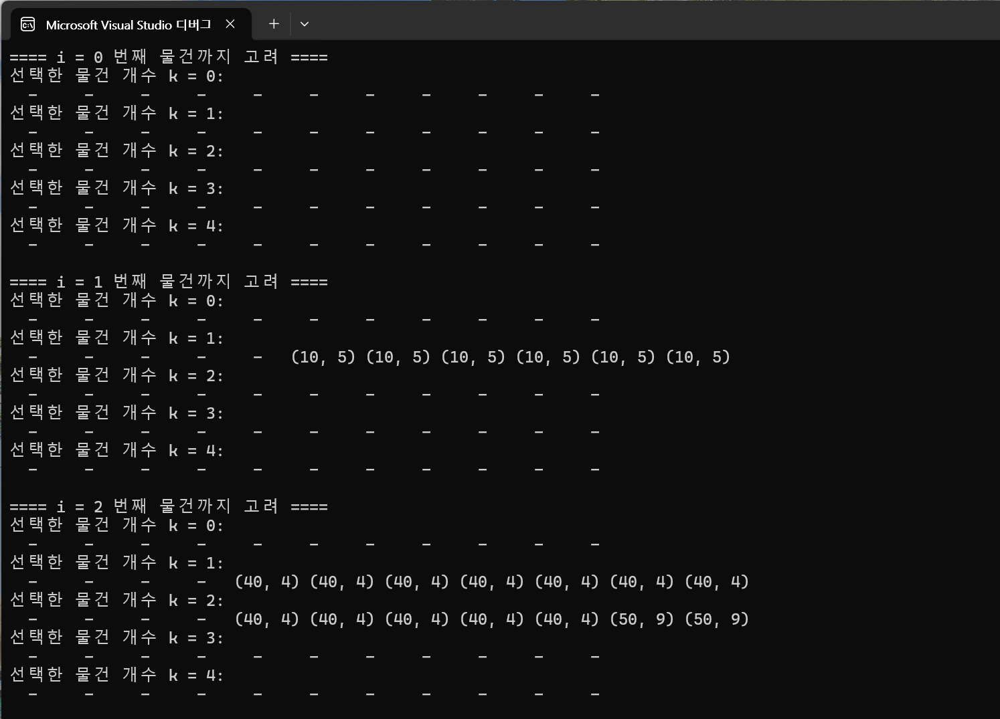 Microsoft Visual Studio 디버그
==== i = 0 번째 물건까지 고려 ====
선택한 물건 개수 k = 0:
- - - - - - - - - - -
선택한 물건 개수 k = 1:
- - - - - - - - - - -
선택한 물건 개수 k = 2:
- - - - - - - - - - -
선택한 물건 개수 k = 3:
- - - - - - - - - - -
선택한 물건 개수 k = 4:
- - - - - - - - - - -
==== i = 1 번째 물건까지 고려 ====
선택한 물건 개수 k = 0:
- - - - - - - - - - -
선택한 물건 개수 k = 1:
- - - - - (10, 5) (10, 5) (10, 5) (10, 5) (10, 5) (10, 5)
선택한 물건 개수 k = 2:
- - - - - - - - - - -
선택한 물건 개수 k = 3:
- - - - - - - - - - -
선택한 물건 개수 k = 4:
- - - - - - - - - - -
==== i = 2 번째 물건까지 고려 ====
선택한 물건 개수 k = 0:
- - - - - - - - - - -
선택한 물건 개수 k = 1:
- - - - (40, 4) (40, 4) (40, 4) (40, 4) (40, 4) (40, 4) (40, 4)
선택한 물건 개수 k = 2:
- - - - (40, 4) (40, 4) (40, 4) (40, 4) (40, 4) (50, 9) (50, 9)
선택한 물건 개수 k = 3:
- - - - - - - - - - -
선택한 물건 개수 k = 4:
- - - - - - - - - - -